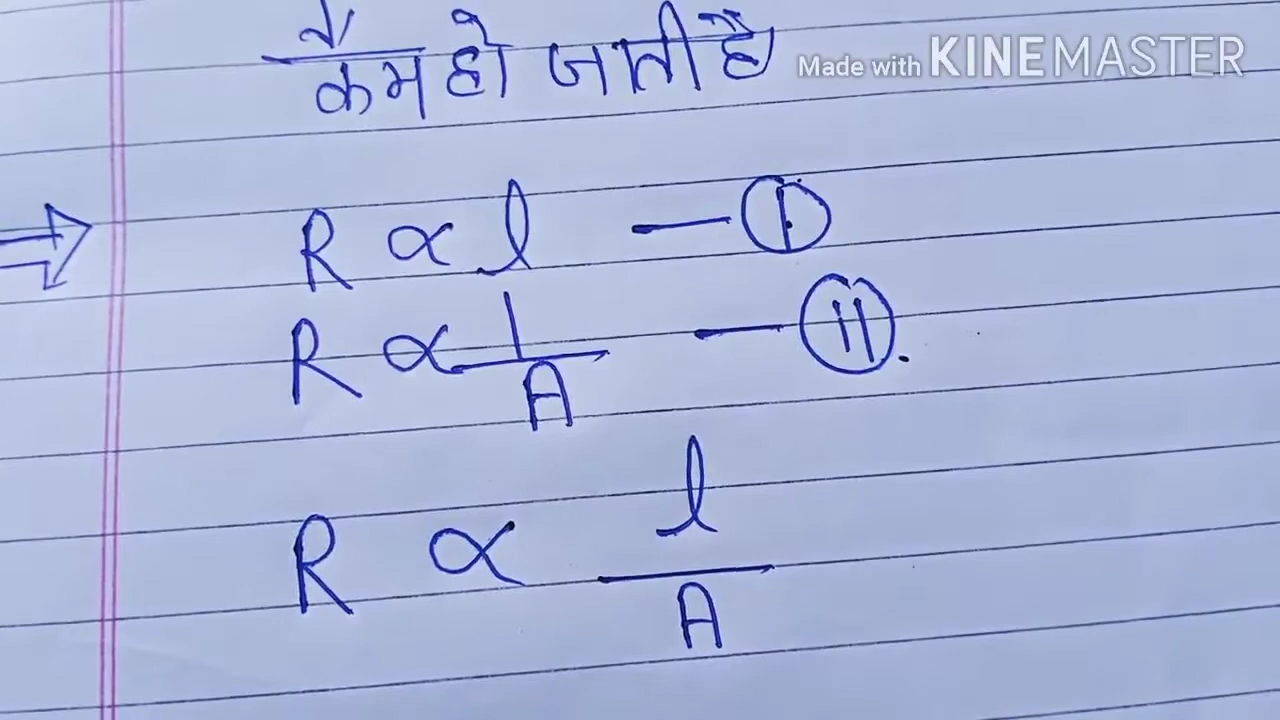 कम हो जाती है
Made with KINEMASTER
⇒ R ∝ l — (I)
R ∝ 1/A — (II).
R ∝ l/A